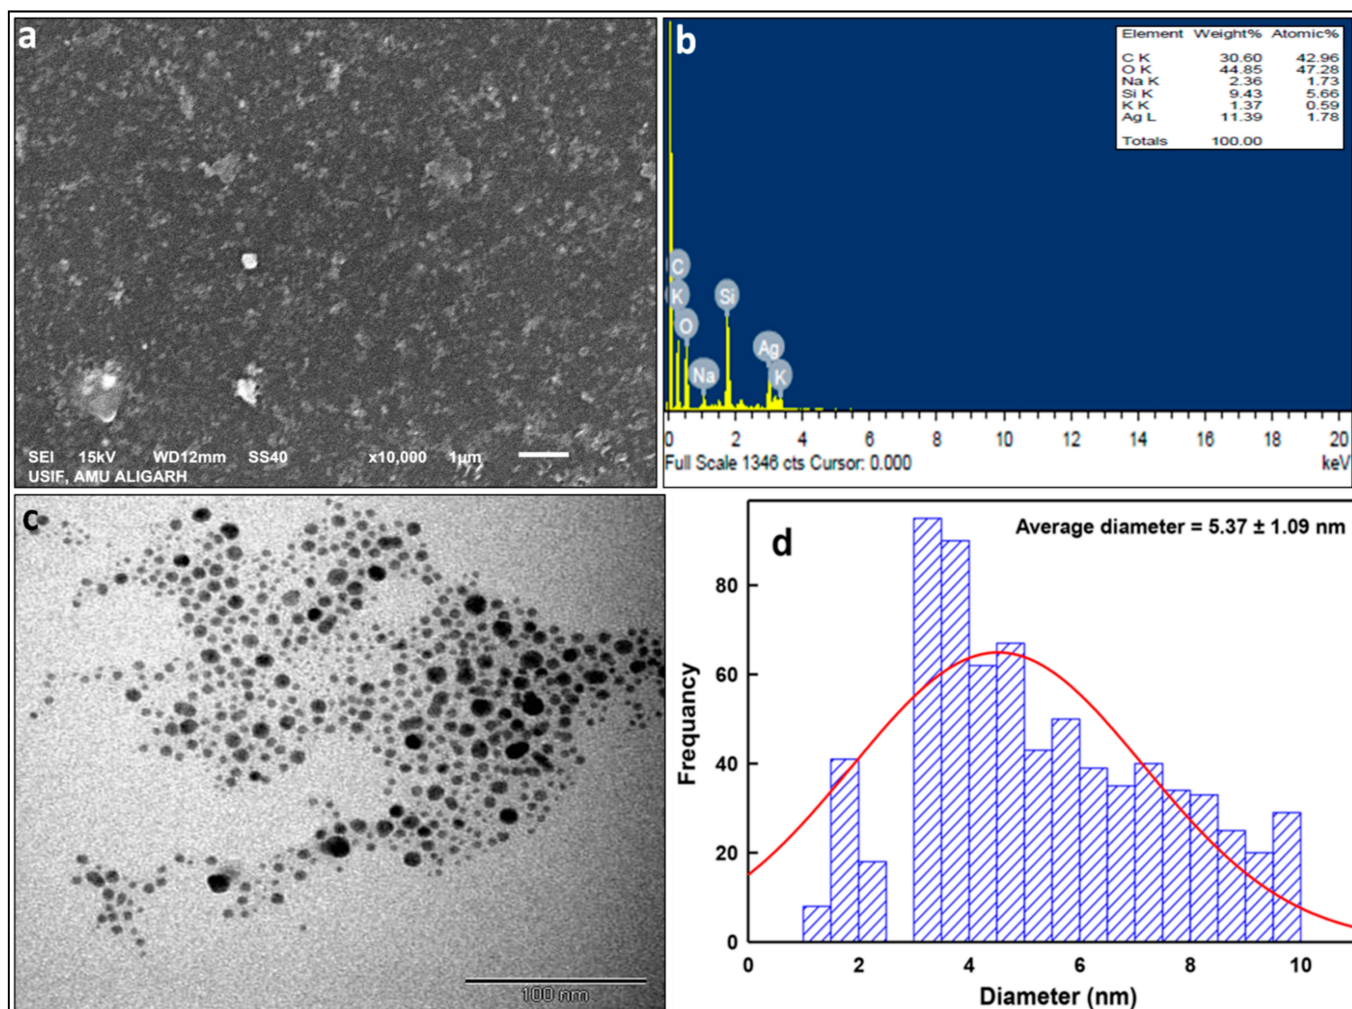 a
SEI 15kV WD12mm SS40 x10,000 1µm
USIF, AMU ALIGARH
b
Element Weight% Atomic%
C K 30.60 42.96
O K 44.85 47.28
Na K 2.36 1.73
Si K 9.43 5.66
K K 1.37 0.59
Ag L 11.39 1.78
Totals 100.00
C
K
O
Na
Si
Ag
K
0 2 4 6 8 10 12 14 16 18 20
Full Scale 1346 cts Cursor: 0.000 keV
c
100 nm
d
Average diameter = 5.37 ± 1.09 nm
Frequancy
80
60
40
20
0
0 2 4 6 8 10
Diameter (nm)